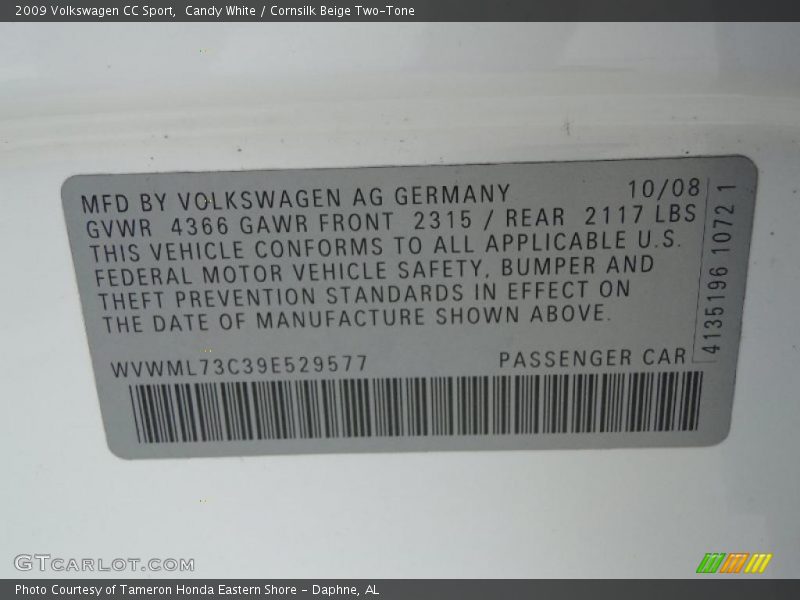 2009 Volkswagen CC Sport,  Candy White / Cornsilk Beige Two-Tone
MFD BY VOLKSWAGEN AG GERMANY 10/08
GVWR 4366 GAWR FRONT 2315 / REAR 2117 LBS
THIS VEHICLE CONFORMS TO ALL APPLICABLE U.S.
FEDERAL MOTOR VEHICLE SAFETY, BUMPER AND
THEFT PREVENTION STANDARDS IN EFFECT ON
THE DATE OF MANUFACTURE SHOWN ABOVE.
WVWML73C39E529577 PASSENGER CAR
4135196 10721
GTCARLOT.COM
Photo Courtesy of Tameron Honda Eastern Shore - Daphne, AL